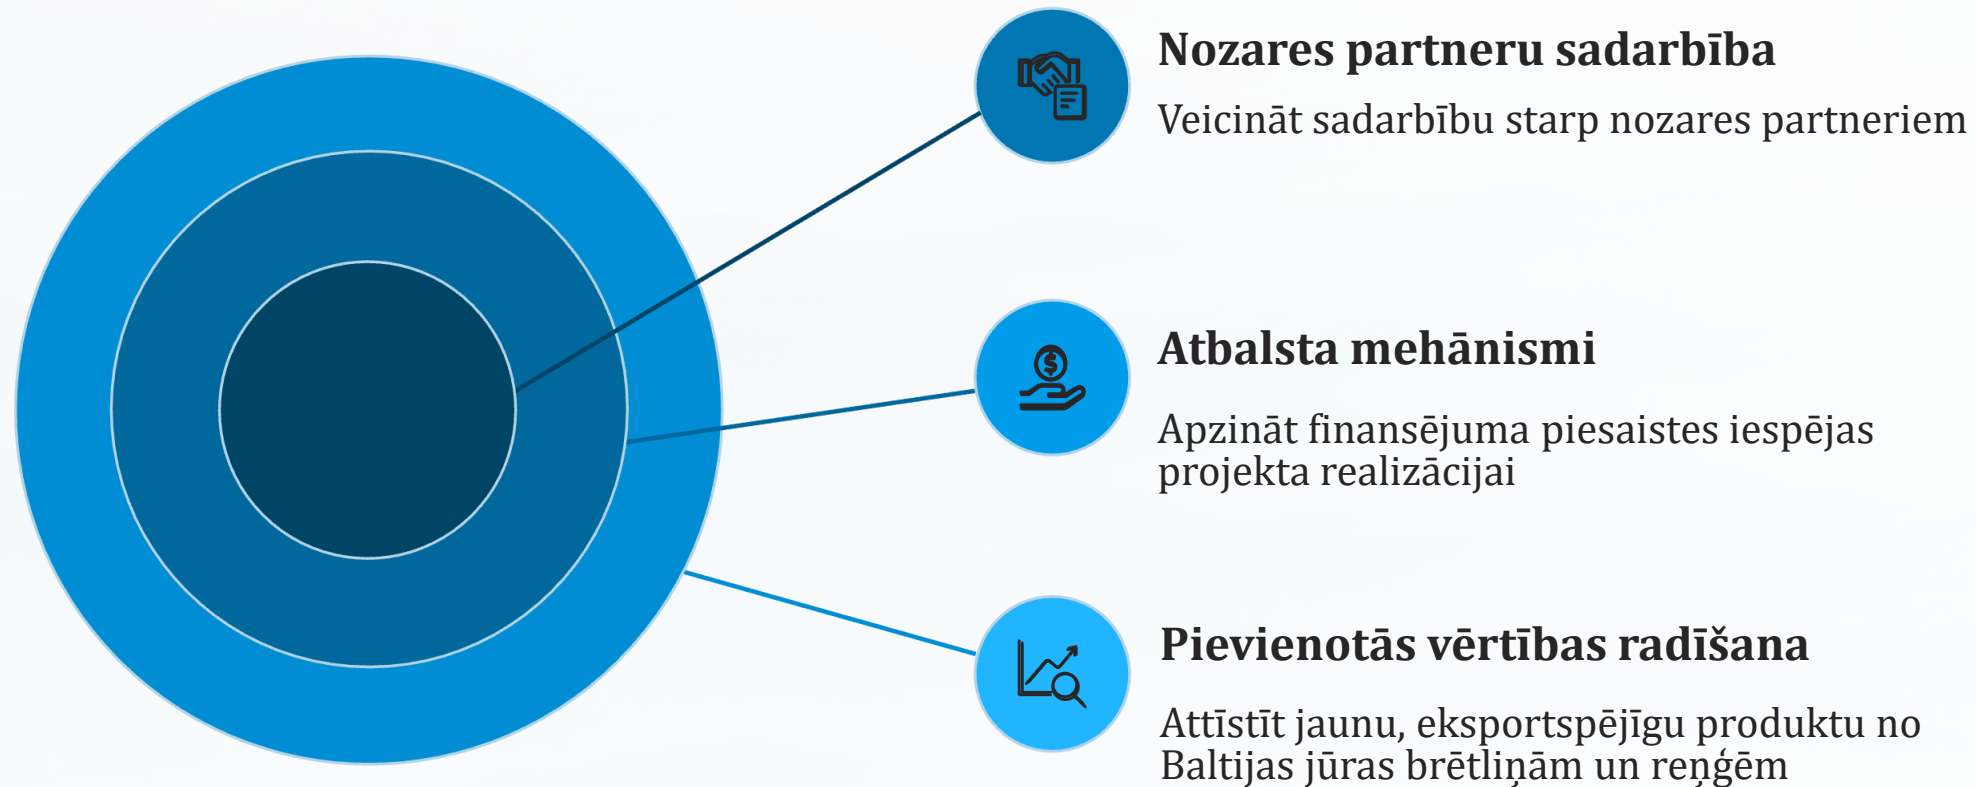 Nozares partneru sadarbība
Veicināt sadarbību starp nozares partneriem
$
Atbalsta mehānismi
Apzināt finansējuma piesaistes iespējas
projekta realizācijai
Pievienotās vērtības radīšana
Attīstīt jaunu, eksportspējīgu produktu no
Baltijas jūras brētliņām un reņģēm